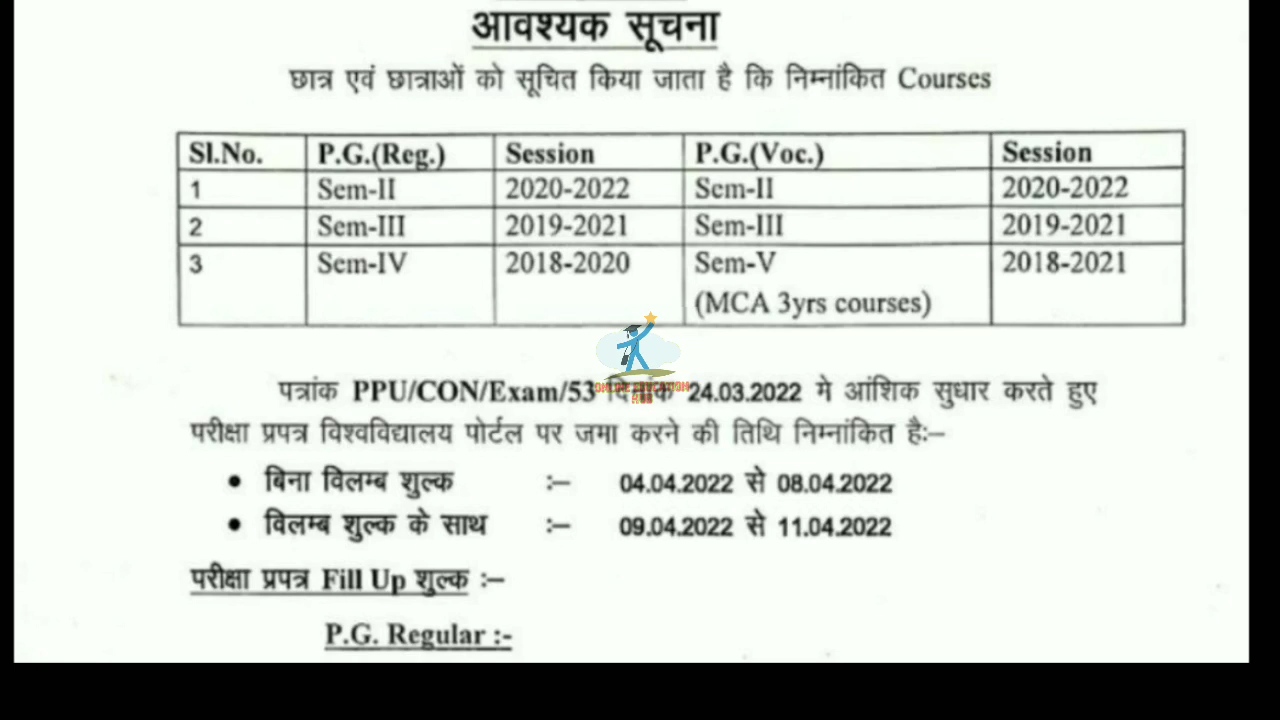 आवश्यक सूचना
छात्र एवं छात्राओं को सूचित किया जाता है कि निम्नांकित Courses
Sl.No. P.G.(Reg.) Session P.G.(Voc.) Session
1 Sem-II 2020-2022 Sem-II 2020-2022
2 Sem-III 2019-2021 Sem-III 2019-2021
3 Sem-IV 2018-2020 Sem-V 2018-2021
(MCA 3yrs courses)
पत्रांक PPU/CON/Exam/53 दिनांक 24.03.2022 मे आंशिक सुधार करते हुए
ONLINE EDUCATION
HUB
परीक्षा प्रपत्र विश्वविद्यालय पोर्टल पर जमा करने की तिथि निम्नांकित हैः–
• बिना विलम्ब शुल्क :– 04.04.2022 से 08.04.2022
• विलम्ब शुल्क के साथ :– 09.04.2022 से 11.04.2022
परीक्षा प्रपत्र Fill Up शुल्क :–
P.G. Regular :-